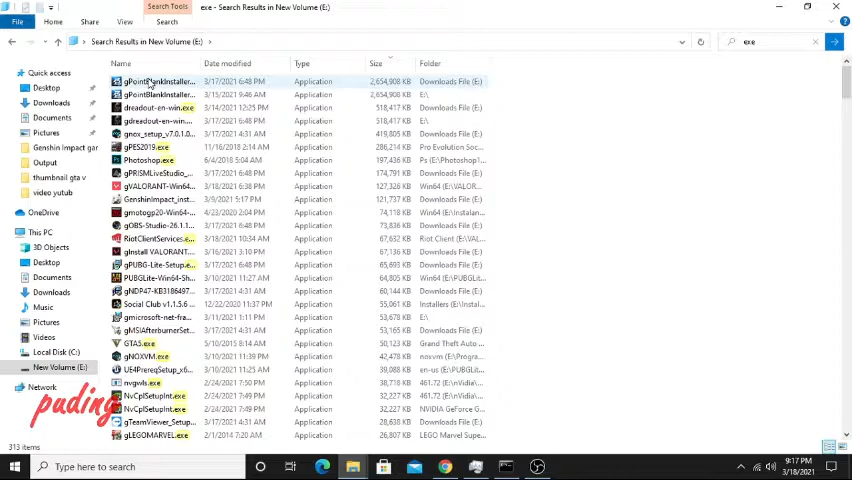 Search Tools exe - Search Results in New Volume (E:)
File Home Share View Search
Search Results in New Volume (E:) exe
Name Date modified Type Size Folder
Quick access
Desktop
Downloads
Documents
Pictures
Genshin Impact gar
Output
thumbnail gta v
video yutub
OneDrive
This PC
3D Objects
Desktop
Documents
Downloads
Music
Pictures
Videos
Local Disk (C:)
New Volume (E:)
Network
gPointBlankInstaller... 3/17/2021 6:48 PM Application 2,654,908 KB Downloads File (E:)
gPointBlankInstaller... 3/15/2021 9:46 AM Application 2,654,908 KB E:\
dreadout-en-win.exe 3/14/2021 12:25 PM Application 518,417 KB Downloads File (E:)
gdreadout-en-win.... 3/17/2021 6:48 PM Application 518,417 KB Downloads File (E:)
gnox_setup_v7.0.1.0... 3/17/2021 4:31 AM Application 419,805 KB Downloads File (E:)
gPES2019.exe 11/16/2018 2:14 AM Application 286,214 KB Pro Evolution Soc...
Photoshop.exe 6/4/2018 5:04 AM Application 197,436 KB Ps (E:\Photoshop1...
gPRISMLiveStudio_... 3/17/2021 6:48 PM Application 174,791 KB Downloads File (E:)
gVALORANT-Win64... 3/18/2021 6:38 PM Application 127,326 KB Win64 (E:\VALOR...
GenshinImpact_inst... 3/9/2021 5:17 PM Application 121,737 KB Downloads File (E:)
gmotogp20-Win64-... 4/23/2020 2:04 PM Application 74,118 KB Win64 (E:\Instalan...
gOBS-Studio-26.1.1... 3/17/2021 6:48 PM Application 73,836 KB Downloads File (E:)
RiotClientServices.e... 3/18/2021 10:34 AM Application 67,632 KB Riot Client (E:\Riot...
gInstall VALORANT.... 3/16/2021 3:10 PM Application 67,130 KB Downloads File (E:)
gPUBG-Lite-Setup.e... 3/17/2021 6:48 PM Application 65,693 KB Downloads File (E:)
PUBGLite-Win64-Sh... 3/10/2021 11:27 AM Application 64,805 KB Win64 (E:\PUBGLi...
gNDP47-KB3186497... 3/17/2021 4:31 AM Application 60,144 KB Downloads File (E:)
Social Club v1.1.5.6 ... 12/22/2020 11:37 PM Application 55,061 KB Installers (E:\Instal...
gmicrosoft-net-fra... 3/11/2021 1:11 PM Application 53,678 KB E:\
gMSIAfterburnerSet... 3/17/2021 4:31 AM Application 53,165 KB Downloads File (E:)
GTA5.exe 5/10/2015 8:14 AM Application 50,123 KB Grand Theft Auto ...
gNOXVM.exe 3/10/2021 11:39 PM Application 42,478 KB noxvm (E:\Progra...
UE4PrereqSetup_x6... 3/10/2021 11:27 AM Application 39,088 KB en-us (E:\PUBGLit...
nvgwls.exe 2/24/2021 7:50 PM Application 38,718 KB 461.72 (E:\nVidia\...
NvCplSetupInt.exe 2/24/2021 7:49 PM Application 32,227 KB 461.72 (E:\nVidia\...
NvCplSetupInt.exe 2/24/2021 7:49 PM Application 32,227 KB NVIDIA GeForce G...
gTeamViewer_Setup... 3/17/2021 4:31 AM Application 28,638 KB Downloads File (E:)
gLEGOMARVEL.exe 2/1/2014 7:20 AM Application 26,807 KB LEGO Marvel Supe...
puding
313 items
Type here to search
9:17 PM
3/18/2021